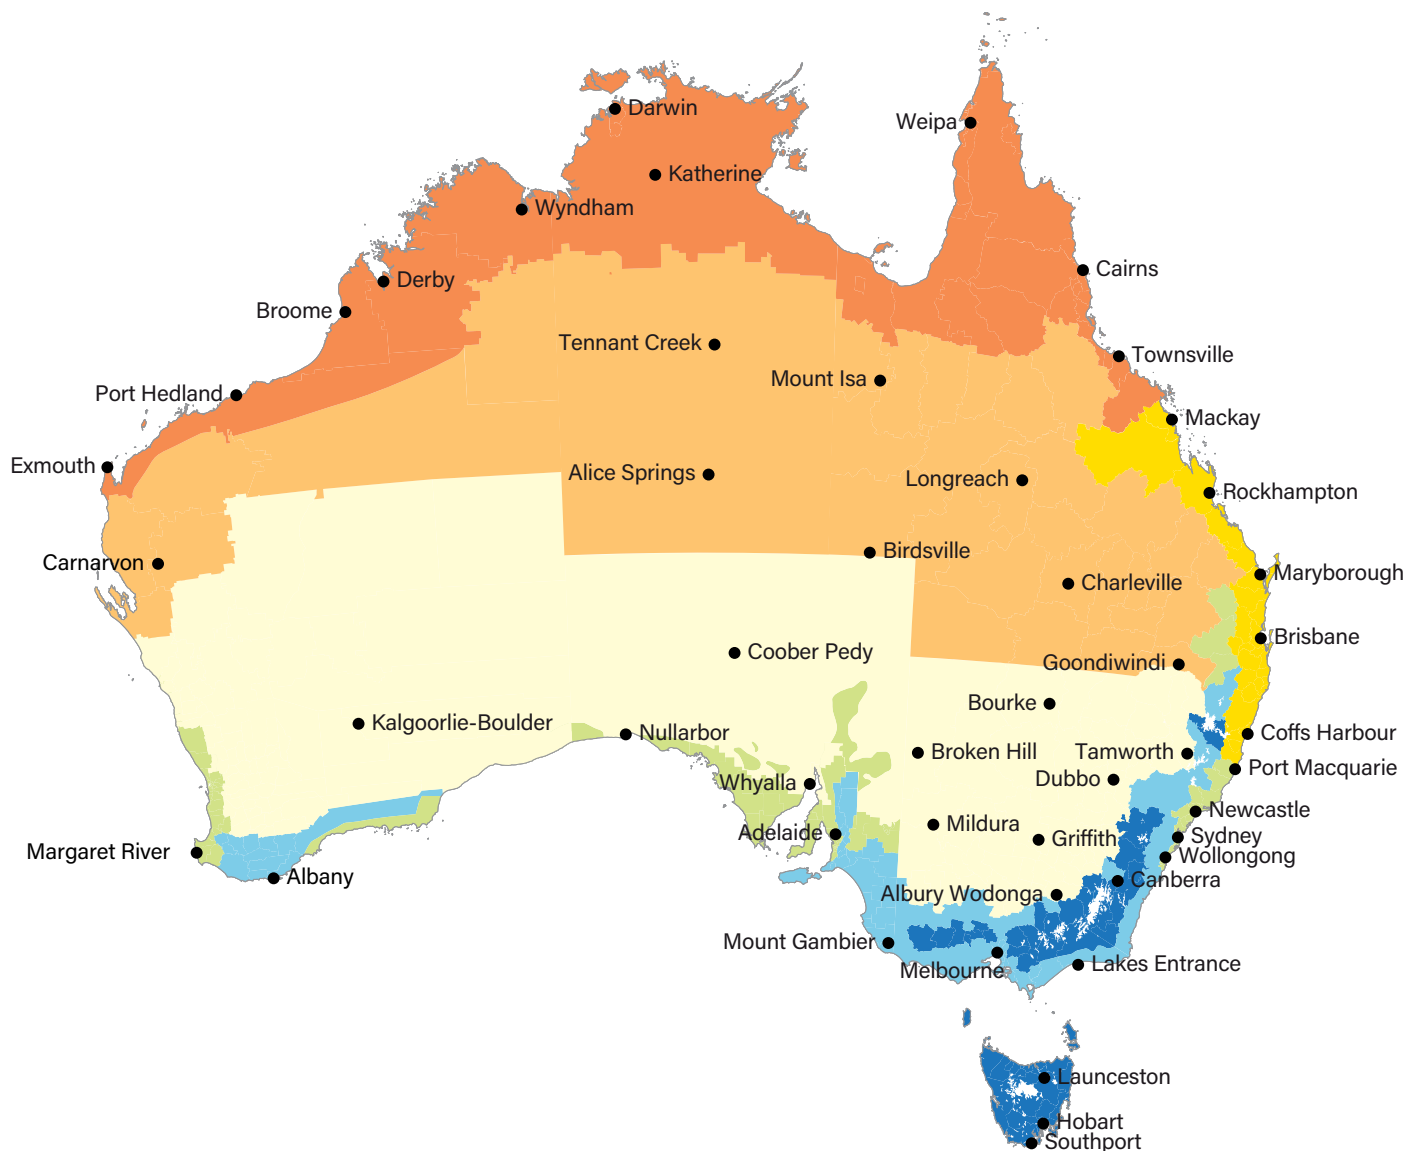 Darwin
Weipa
Katherine
Wyndham
Cairns
Derby
Broome
Tennant Creek
Townsville
Mount Isa
Port Hedland
Mackay
Exmouth
Alice Springs
Longreach
Rockhampton
Birdsville
Carnarvon
Maryborough
Charleville
Brisbane
Coober Pedy
Goondiwindi
Bourke
Kalgoorlie-Boulder
Nullarbor
Coffs Harbour
Broken Hill
Tamworth
Port Macquarie
Dubbo
Whyalla
Newcastle
Mildura
Adelaide
Griffith
Sydney
Margaret River
Wollongong
Albany
Canberra
Albury Wodonga
Mount Gambier
Lakes Entrance
Melbourne
Launceston
Hobart
Southport